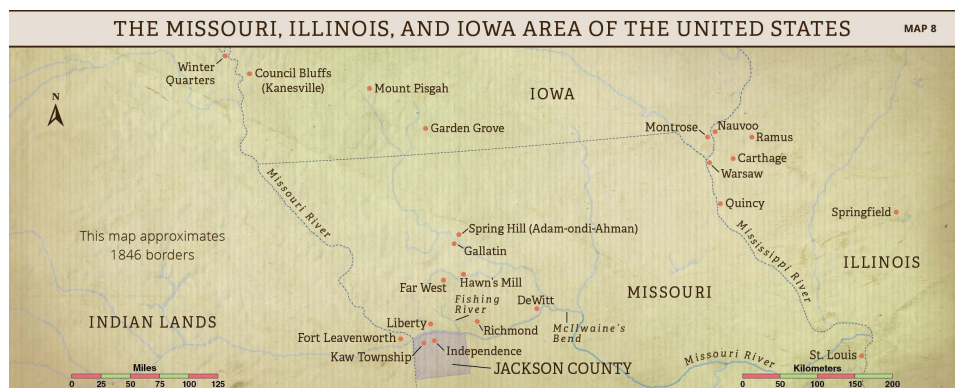 THE MISSOURI, ILLINOIS, AND IOWA AREA OF THE UNITED STATES
MAP 8
Winter
Quarters
Council Bluffs
(Kanesville)
N
Mount Pisgah
IOWA
Garden Grove
Montrose
Nauvoo
Ramus
Carthage
Warsaw
Missouri River
Quincy
Springfield
This map approximates
1846 borders
Spring Hill (Adam-ondi-Ahman)
Gallatin
Mississippi River
ILLINOIS
Far West
Hawn's Mill
MISSOURI
Fishing
River
DeWitt
INDIAN LANDS
Liberty
Richmond
McIlwaine's
Bend
Fort Leavenworth
Kaw Township
Independence
Missouri River
St. Louis
JACKSON COUNTY
Miles
0 25 50 75 100 125
Kilometers
0 50 100 150 200